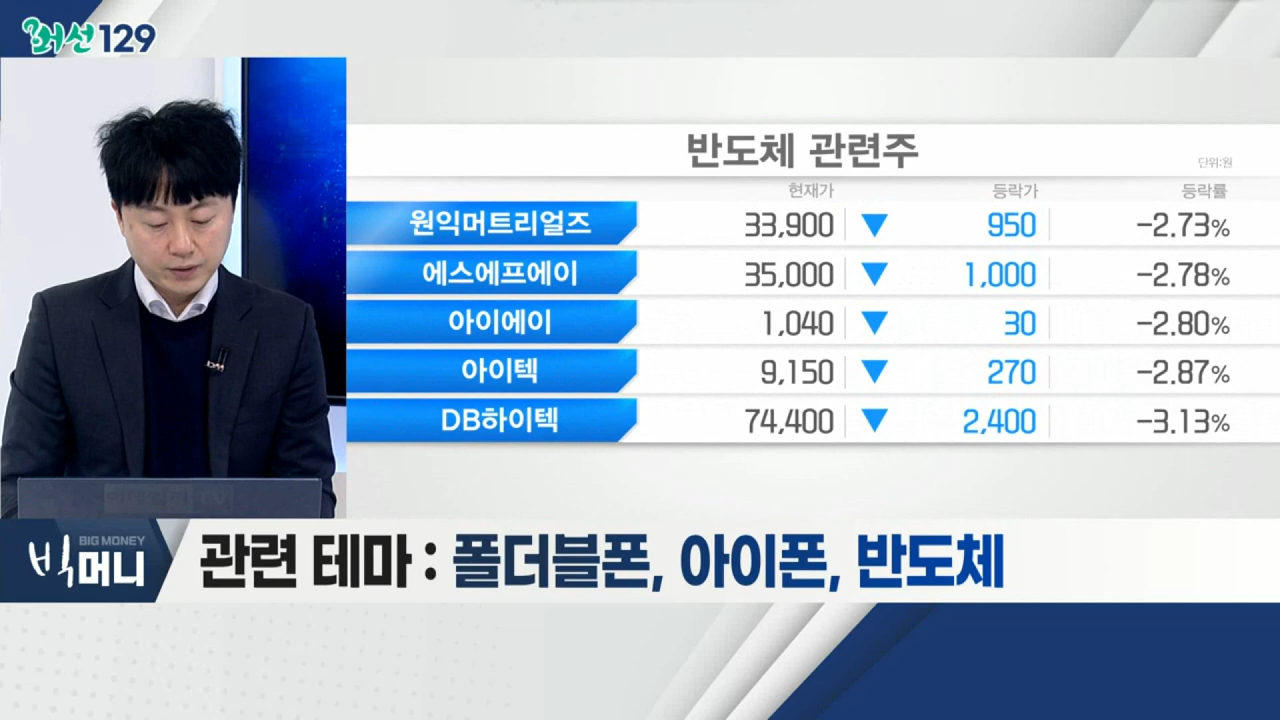 머선129
반도체 관련주
단위:원
현재가 등락가 등락률
원익머트리얼즈 33,900 ▼ 950 -2.73%
에스에프에이 35,000 ▼ 1,000 -2.78%
아이에이 1,040 ▼ 30 -2.80%
아이텍 9,150 ▼ 270 -2.87%
DB하이텍 74,400 ▼ 2,400 -3.13%
BIG MONEY
빅머니
관련 테마 : 폴더블폰, 아이폰, 반도체